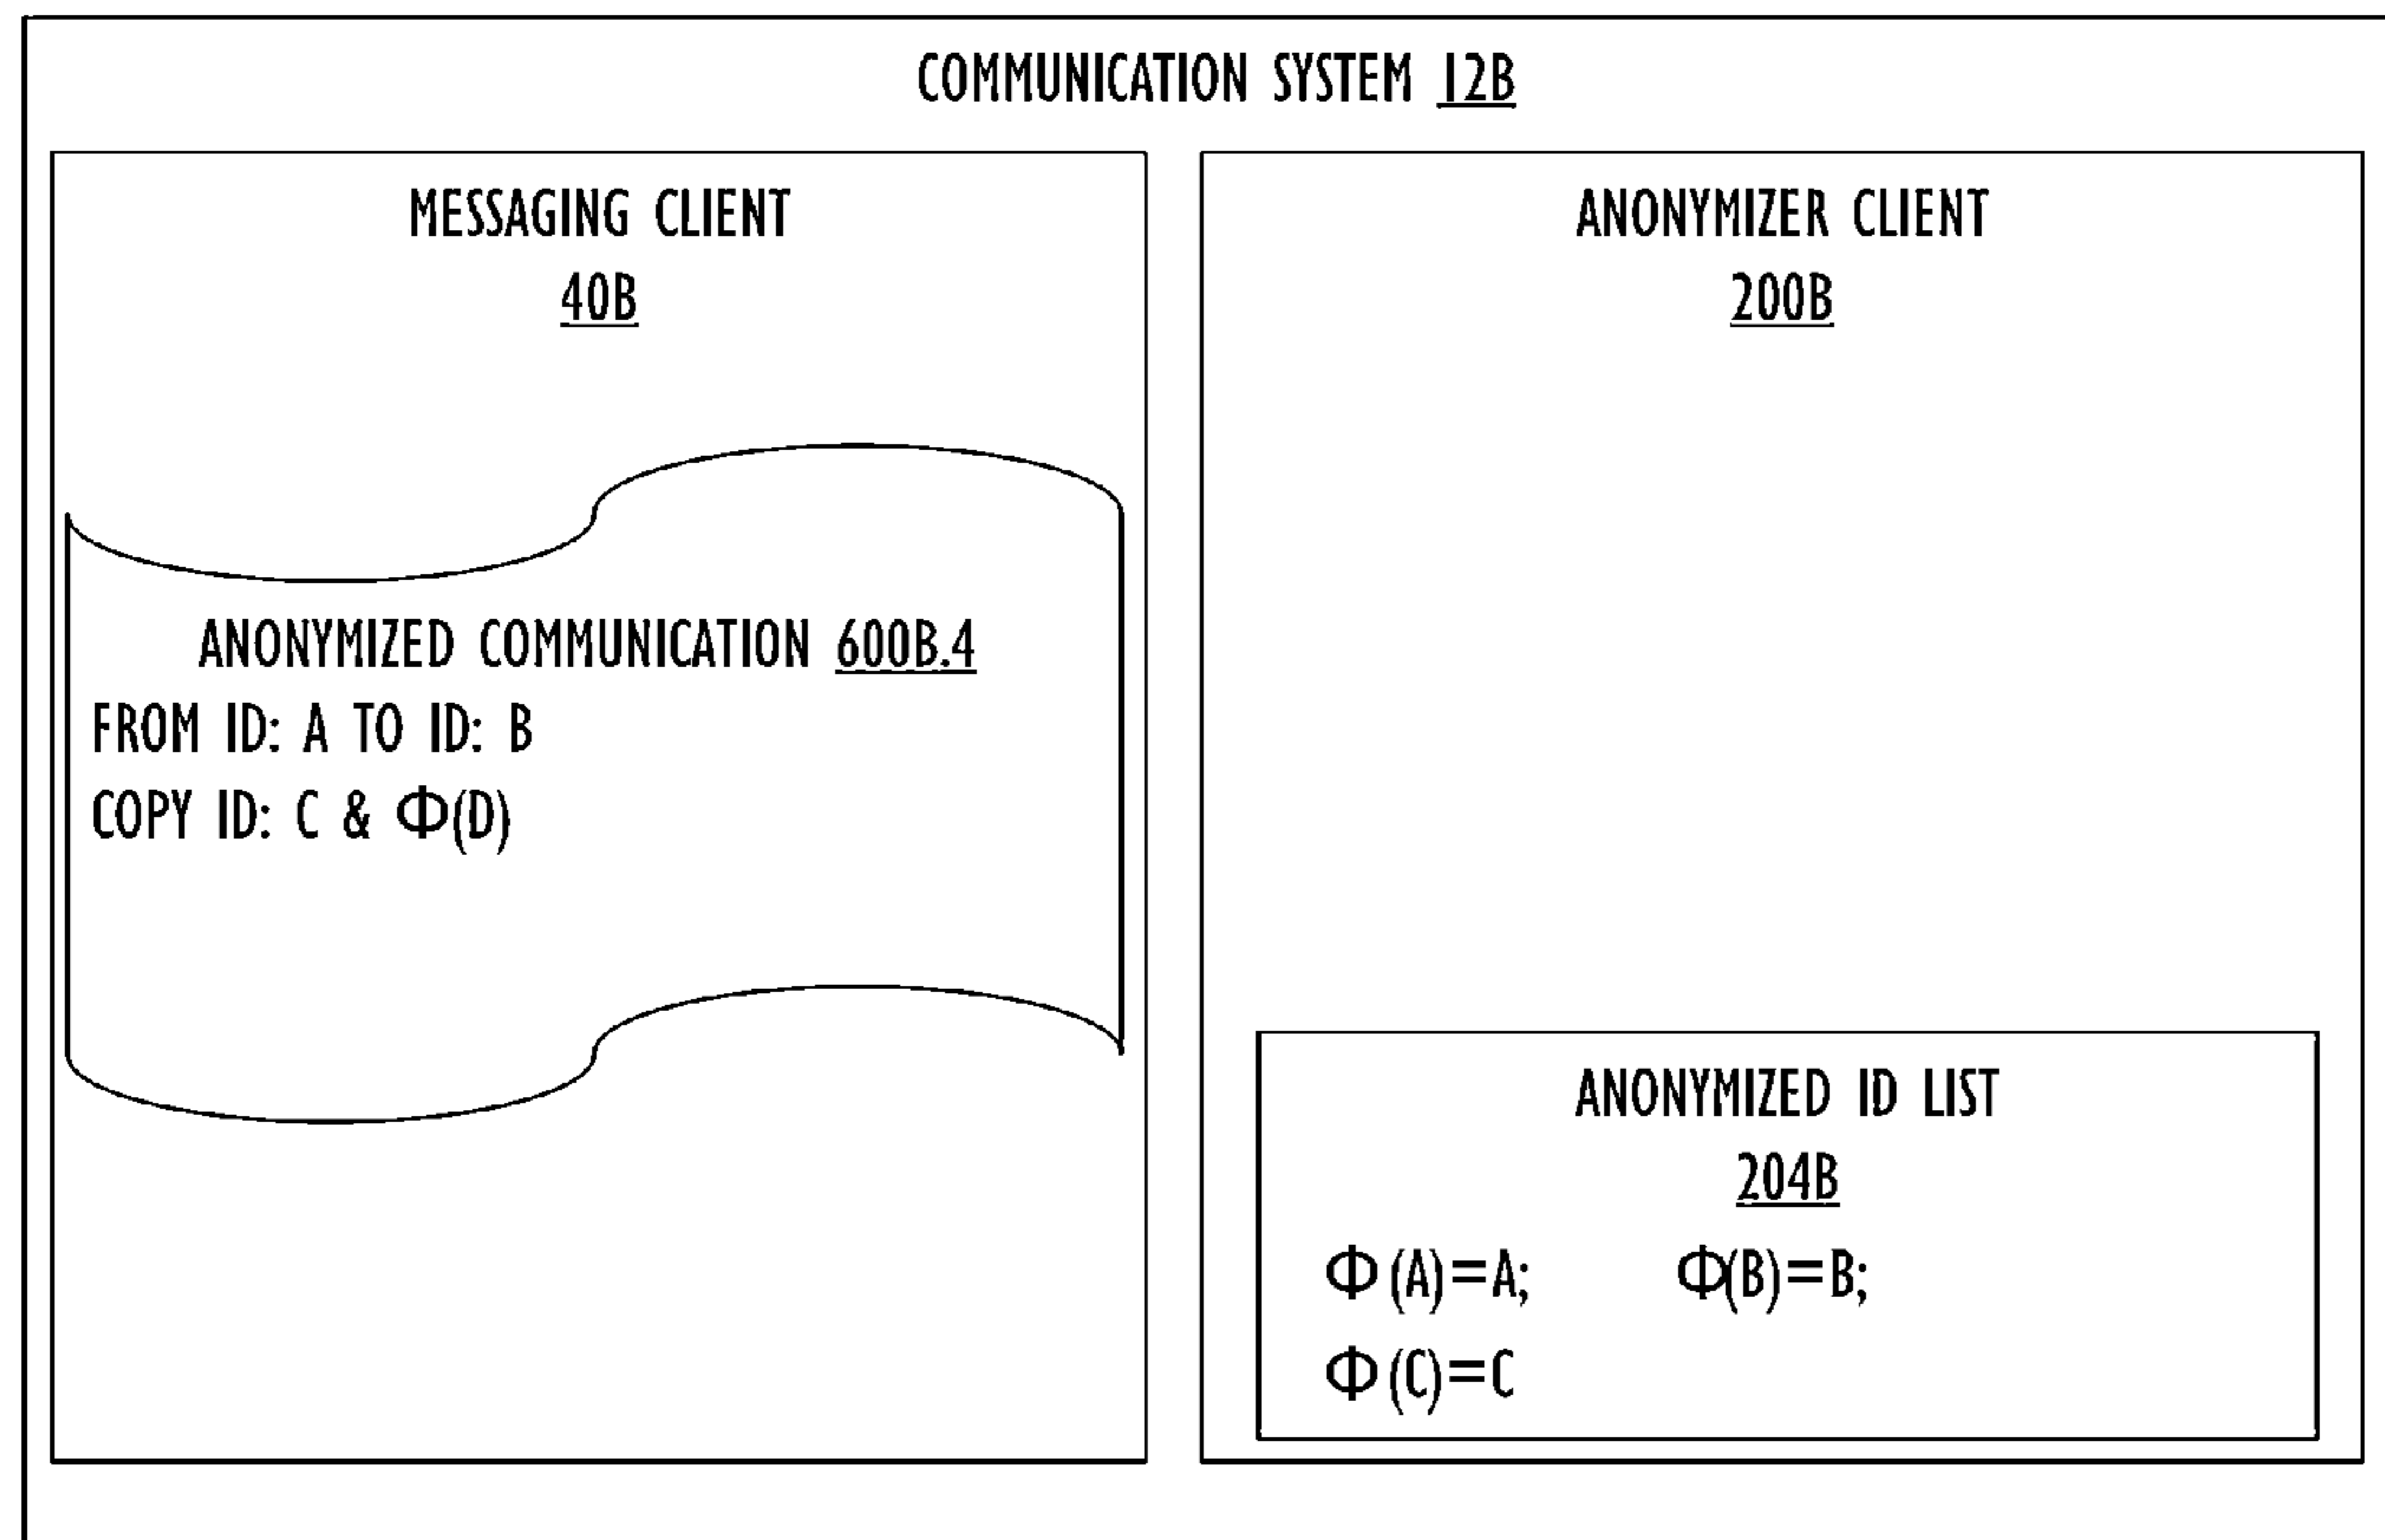 COMMUNICATION SYSTEM 12B
MESSAGING CLIENT
40B
ANONYMIZED COMMUNICATION 600B.4
FROM ID: A TO ID: B
COPY ID: C & Φ(D)
ANONYMIZER CLIENT
200B
ANONYMIZED ID LIST
204B
Φ(A)=A; Φ(B)=B;
Φ(C)=C